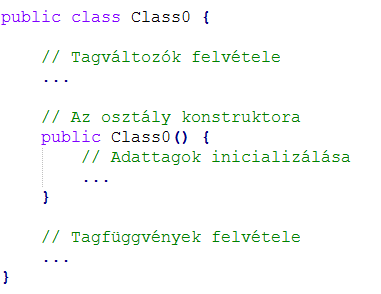 public class Class0 {
// Tagváltozók felvétele
...
// Az osztály konstruktora
public Class0() {
// Adattagok inicializálása
...
}
// Tagfüggvények felvétele
...
}